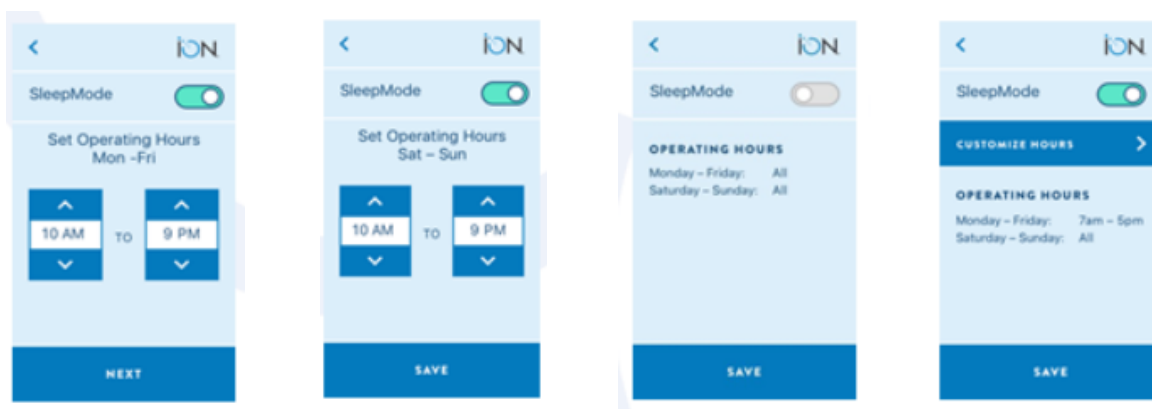 iON
SleepMode
Set Operating Hours
Mon -Fri
10 AM TO 9 PM
NEXT
iON
SleepMode
Set Operating Hours
Sat – Sun
10 AM TO 9 PM
SAVE
iON
SleepMode
OPERATING HOURS
Monday – Friday: All
Saturday – Sunday: All
SAVE
iON
SleepMode
CUSTOMIZE HOURS
OPERATING HOURS
Monday – Friday: 7am – 5pm
Saturday – Sunday: All
SAVE